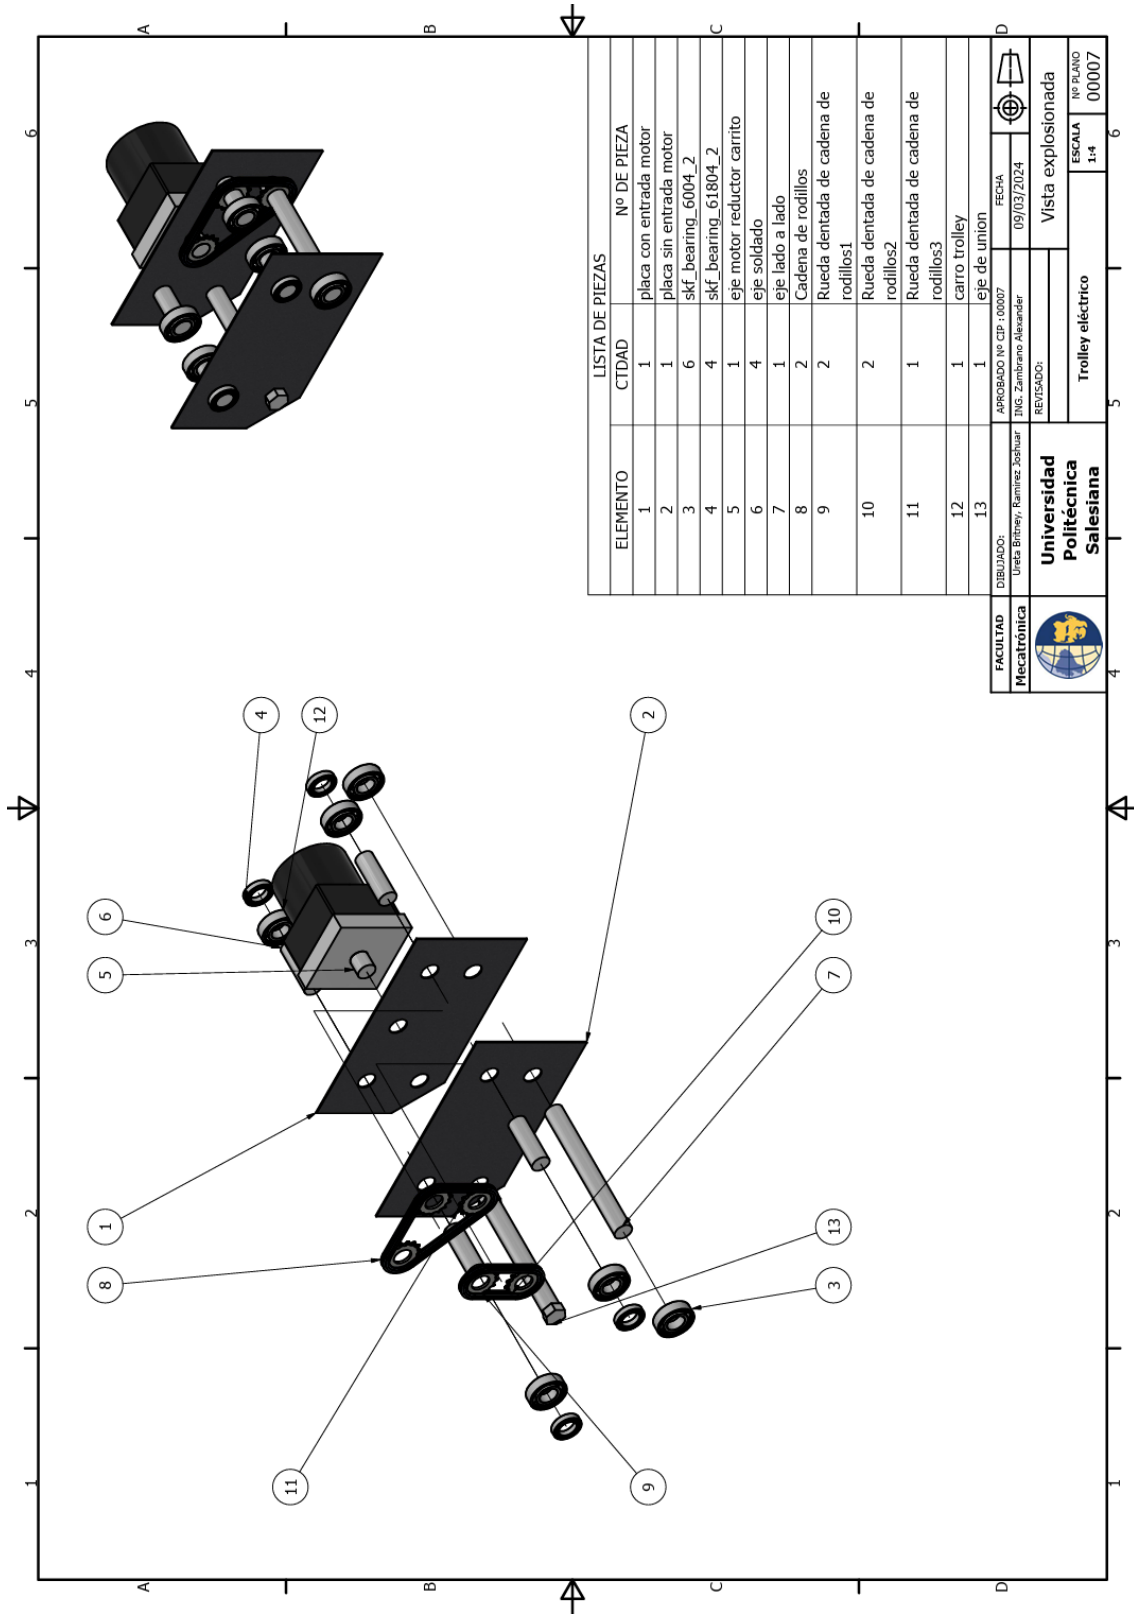 1 2 3 4 5 6
A
B
C
D
6
5
4
12
2
1
8
11
9
10
7
13
3
LISTA DE PIEZAS
ELEMENTO CTDAD Nº DE PIEZA
1 1 placa con entrada motor
2 1 placa sin entrada motor
3 6 skf_bearing_6004_2
4 4 skf_bearing_61804_2
5 1 eje motor reductor carrito
6 4 eje soldado
7 1 eje lado a lado
8 2 Cadena de rodillos
9 2 Rueda dentada de cadena de
rodillos1
10 2 Rueda dentada de cadena de
rodillos2
11 1 Rueda dentada de cadena de
rodillos3
12 1 carro trolley
13 1 eje de union
FACULTAD
Mecatrónica
DIBUJADO:
Ureta Britney, Ramirez Joshuar
APROBADO Nº CIP : 00007
ING. Zambrano Alexander
FECHA
09/03/2024
Universidad
Politécnica
Salesiana
REVISADO:
Vista explosionada
Trolley eléctrico
ESCALA
1:4
Nº PLANO
00007
A
B
C
D
1 2 3 4 5 6